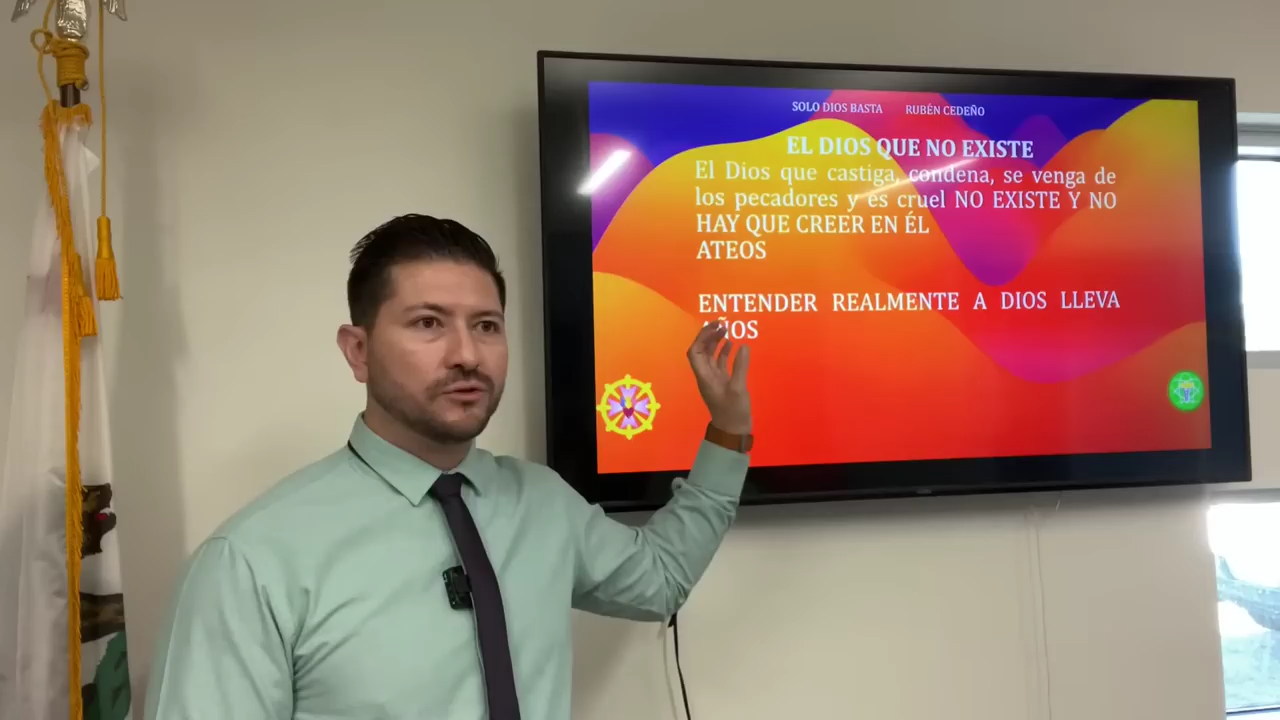 SOLO DIOS BASTA RUBÉN CEDEÑO
EL DIOS QUE NO EXISTE
El Dios que castiga, condena, se venga de
los pecadores y es cruel NO EXISTE Y NO
HAY QUE CREER EN ÉL
ATEOS
ENTENDER REALMENTE A DIOS LLEVA
AÑOS